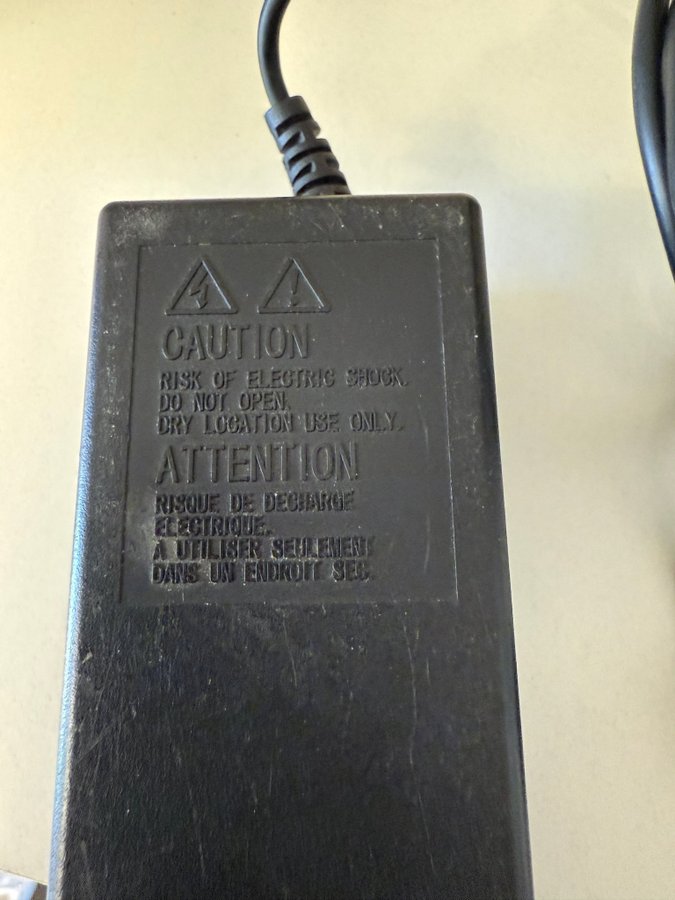 CAUTION
RISK OF ELECTRIC SHOCK.
DO NOT OPEN.
DRY LOCATION USE ONLY.
ATTENTION
RISQUE DE DECHARGE
ELECTRIQUE.
A UTILISER SEULEMENT
DANS UN ENDROIT SEC.